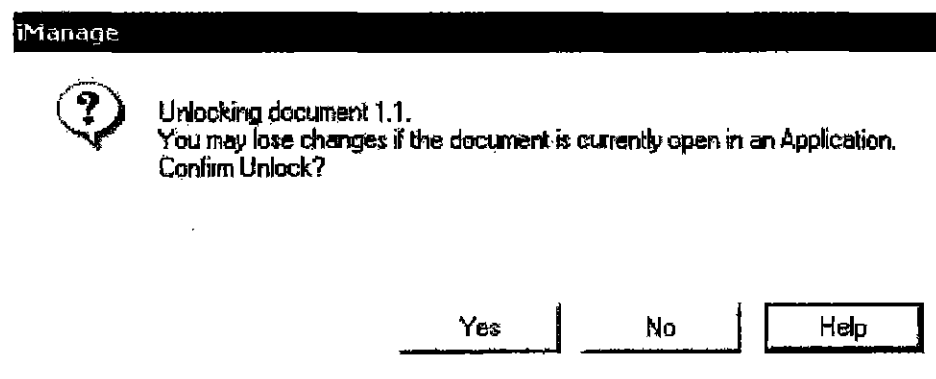 iManage
?
Unlocking document 1.1.
You may lose changes if the document is currently open in an Application.
Confirm Unlock?
Yes No Help